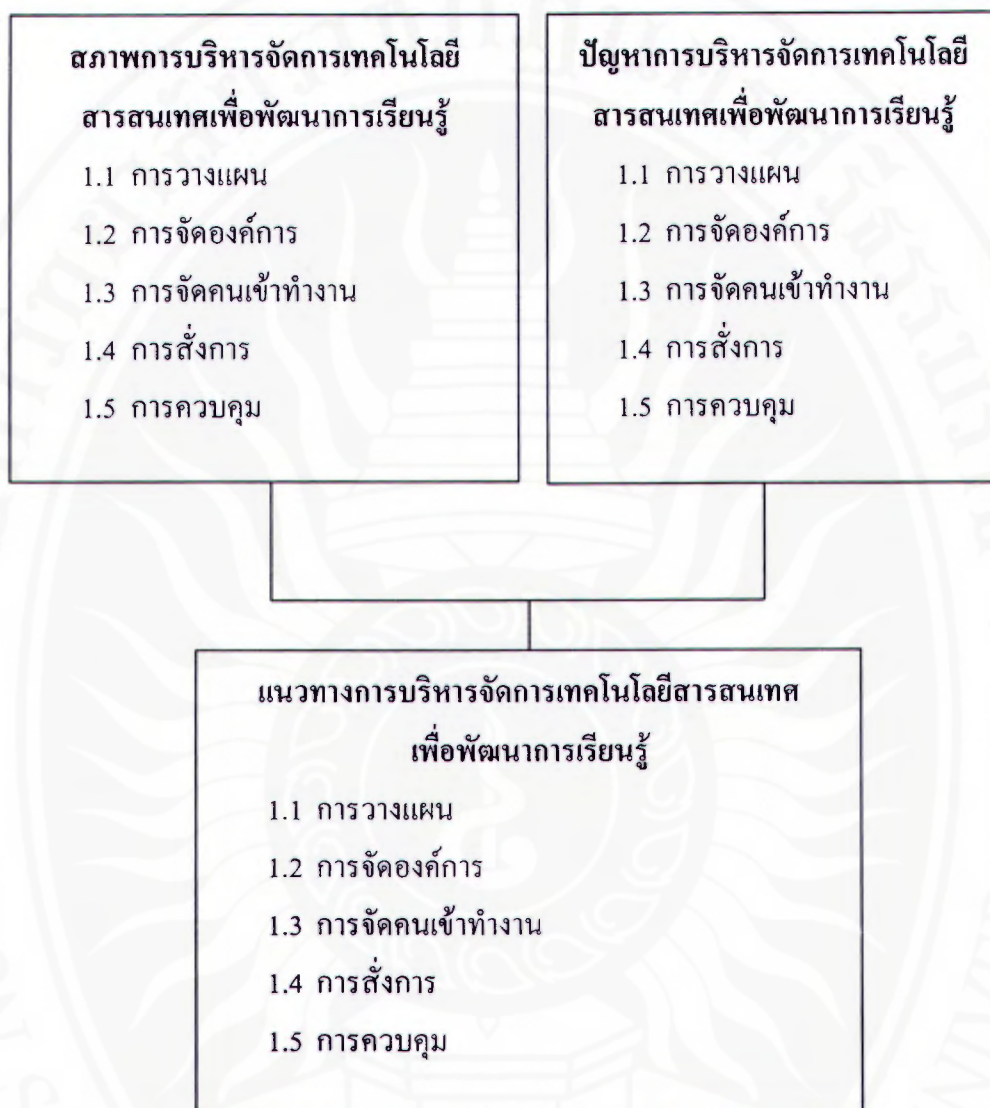 สภาพการบริหารจัดการเทคโนโลยี
สารสนเทศเพื่อพัฒนาการเรียนรู้
1.1 การวางแผน
1.2 การจัดองค์การ
1.3 การจัดคนเข้าทำงาน
1.4 การสั่งการ
1.5 การควบคุม
ปัญหาการบริหารจัดการเทคโนโลยี
สารสนเทศเพื่อพัฒนาการเรียนรู้
1.1 การวางแผน
1.2 การจัดองค์การ
1.3 การจัดคนเข้าทำงาน
1.4 การสั่งการ
1.5 การควบคุม
แนวทางการบริหารจัดการเทคโนโลยีสารสนเทศ
เพื่อพัฒนาการเรียนรู้
1.1 การวางแผน
1.2 การจัดองค์การ
1.3 การจัดคนเข้าทำงาน
1.4 การสั่งการ
1.5 การควบคุม